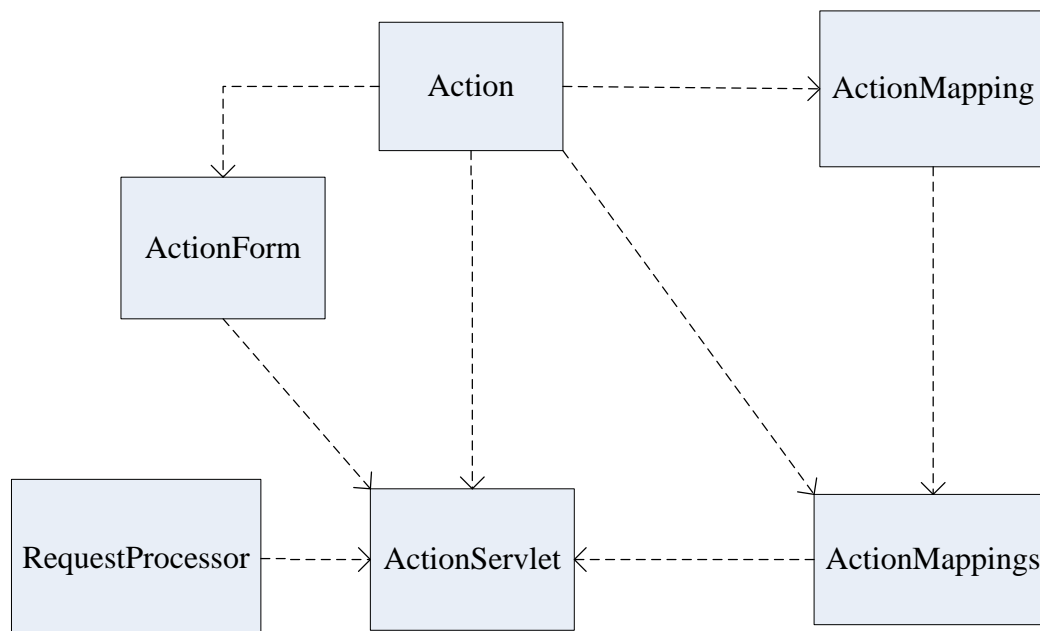 Action
ActionMapping
ActionForm
RequestProcessor
ActionServlet
ActionMappings